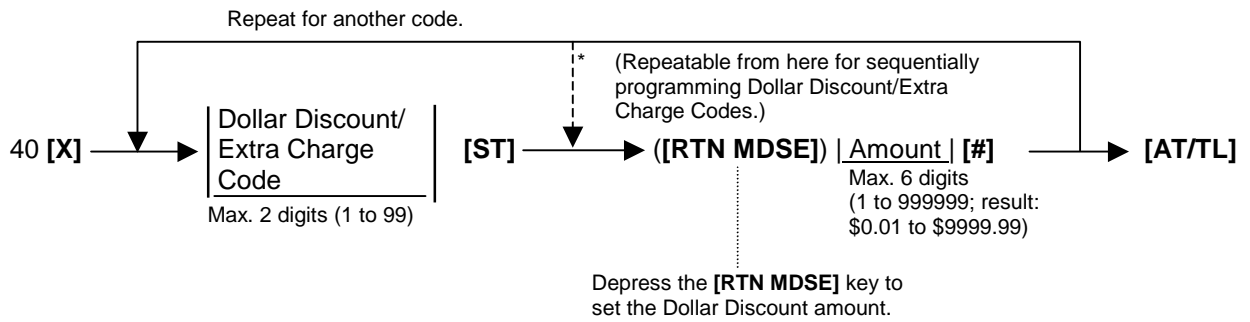 Repeat for another code.
* (Repeatable from here for sequentially
programming Dollar Discount/Extra
Charge Codes.)
40 [X]
Dollar Discount/
Extra Charge
Code
Max. 2 digits (1 to 99)
[ST]
([RTN MDSE]) | Amount | [#]
Max. 6 digits
(1 to 999999; result:
$0.01 to $9999.99)
[AT/TL]
Depress the [RTN MDSE] key to
set the Dollar Discount amount.